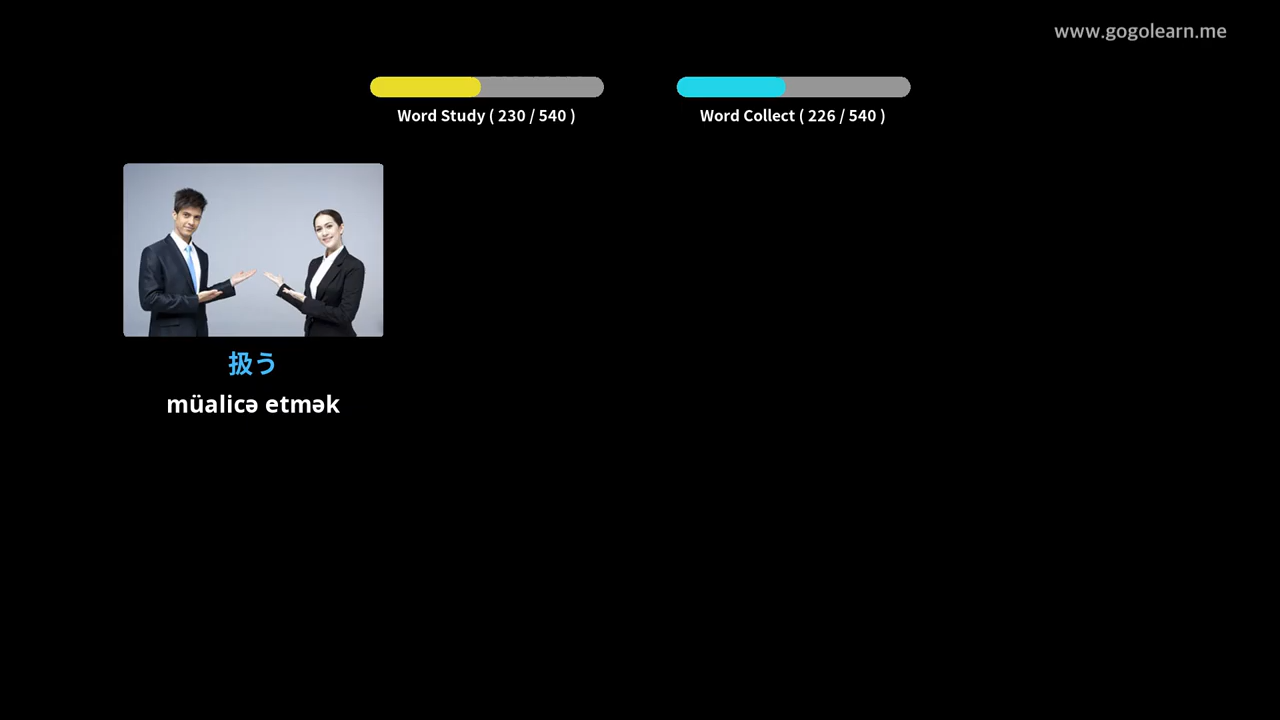 www.gogolearn.me
Word Study ( 230 / 540 )
Word Collect ( 226 / 540 )
扱う
müalicə etmək